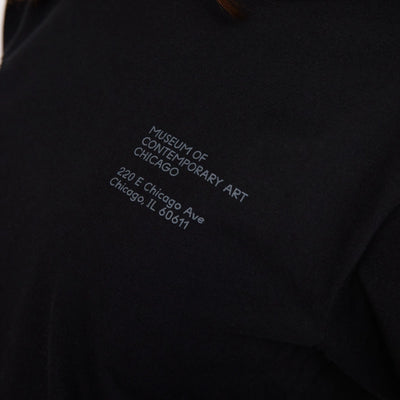 MUSEUM OF
CONTEMPORARY ART
CHICAGO
220 E Chicago Ave
Chicago, IL 60611